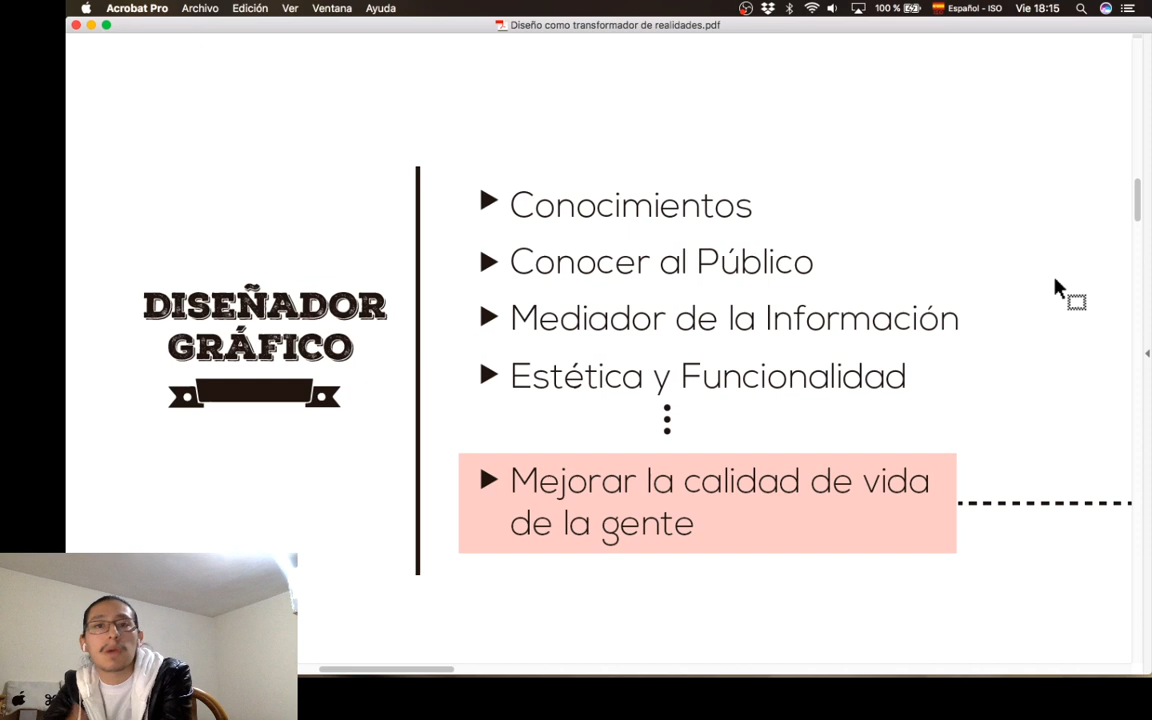 Acrobat Pro Archivo Edición Ver Ventana Ayuda 100 % Español - ISO Vie 18:15
Diseño como transformador de realidades.pdf
DISEÑADOR
GRÁFICO
Conocimientos
Conocer al Público
Mediador de la Información
Estética y Funcionalidad
Mejorar la calidad de vida
de la gente